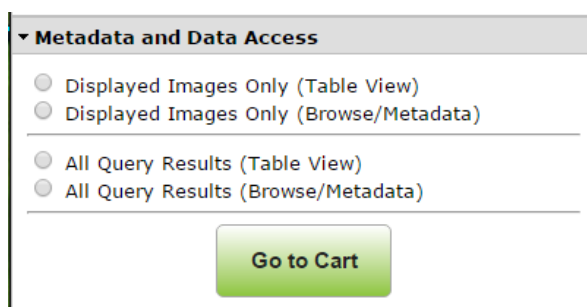 Metadata and Data Access
Displayed Images Only (Table View)
Displayed Images Only (Browse/Metadata)
All Query Results (Table View)
All Query Results (Browse/Metadata)
Go to Cart